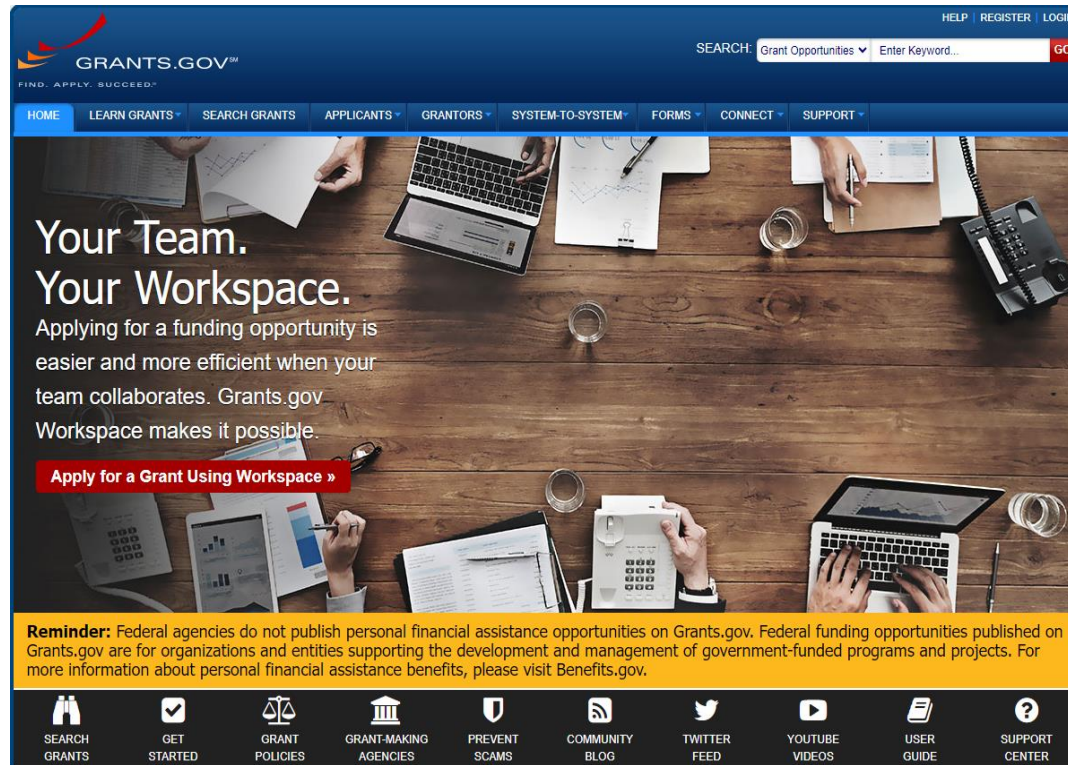 HELP | REGISTER | LOGIN
GRANTS.GOV℠
FIND. APPLY. SUCCEED.℠
SEARCH: Grant Opportunities Enter Keyword... GO
HOME LEARN GRANTS SEARCH GRANTS APPLICANTS GRANTORS SYSTEM-TO-SYSTEM FORMS CONNECT SUPPORT
Your Team.
Your Workspace.
Applying for a funding opportunity is
easier and more efficient when your
team collaborates. Grants.gov
Workspace makes it possible.
Apply for a Grant Using Workspace »
Reminder: Federal agencies do not publish personal financial assistance opportunities on Grants.gov. Federal funding opportunities published on
Grants.gov are for organizations and entities supporting the development and management of government-funded programs and projects. For
more information about personal financial assistance benefits, please visit Benefits.gov.
SEARCH GRANTS
GET STARTED
GRANT POLICIES
GRANT-MAKING AGENCIES
PREVENT SCAMS
COMMUNITY BLOG
TWITTER FEED
YOUTUBE VIDEOS
USER GUIDE
SUPPORT CENTER